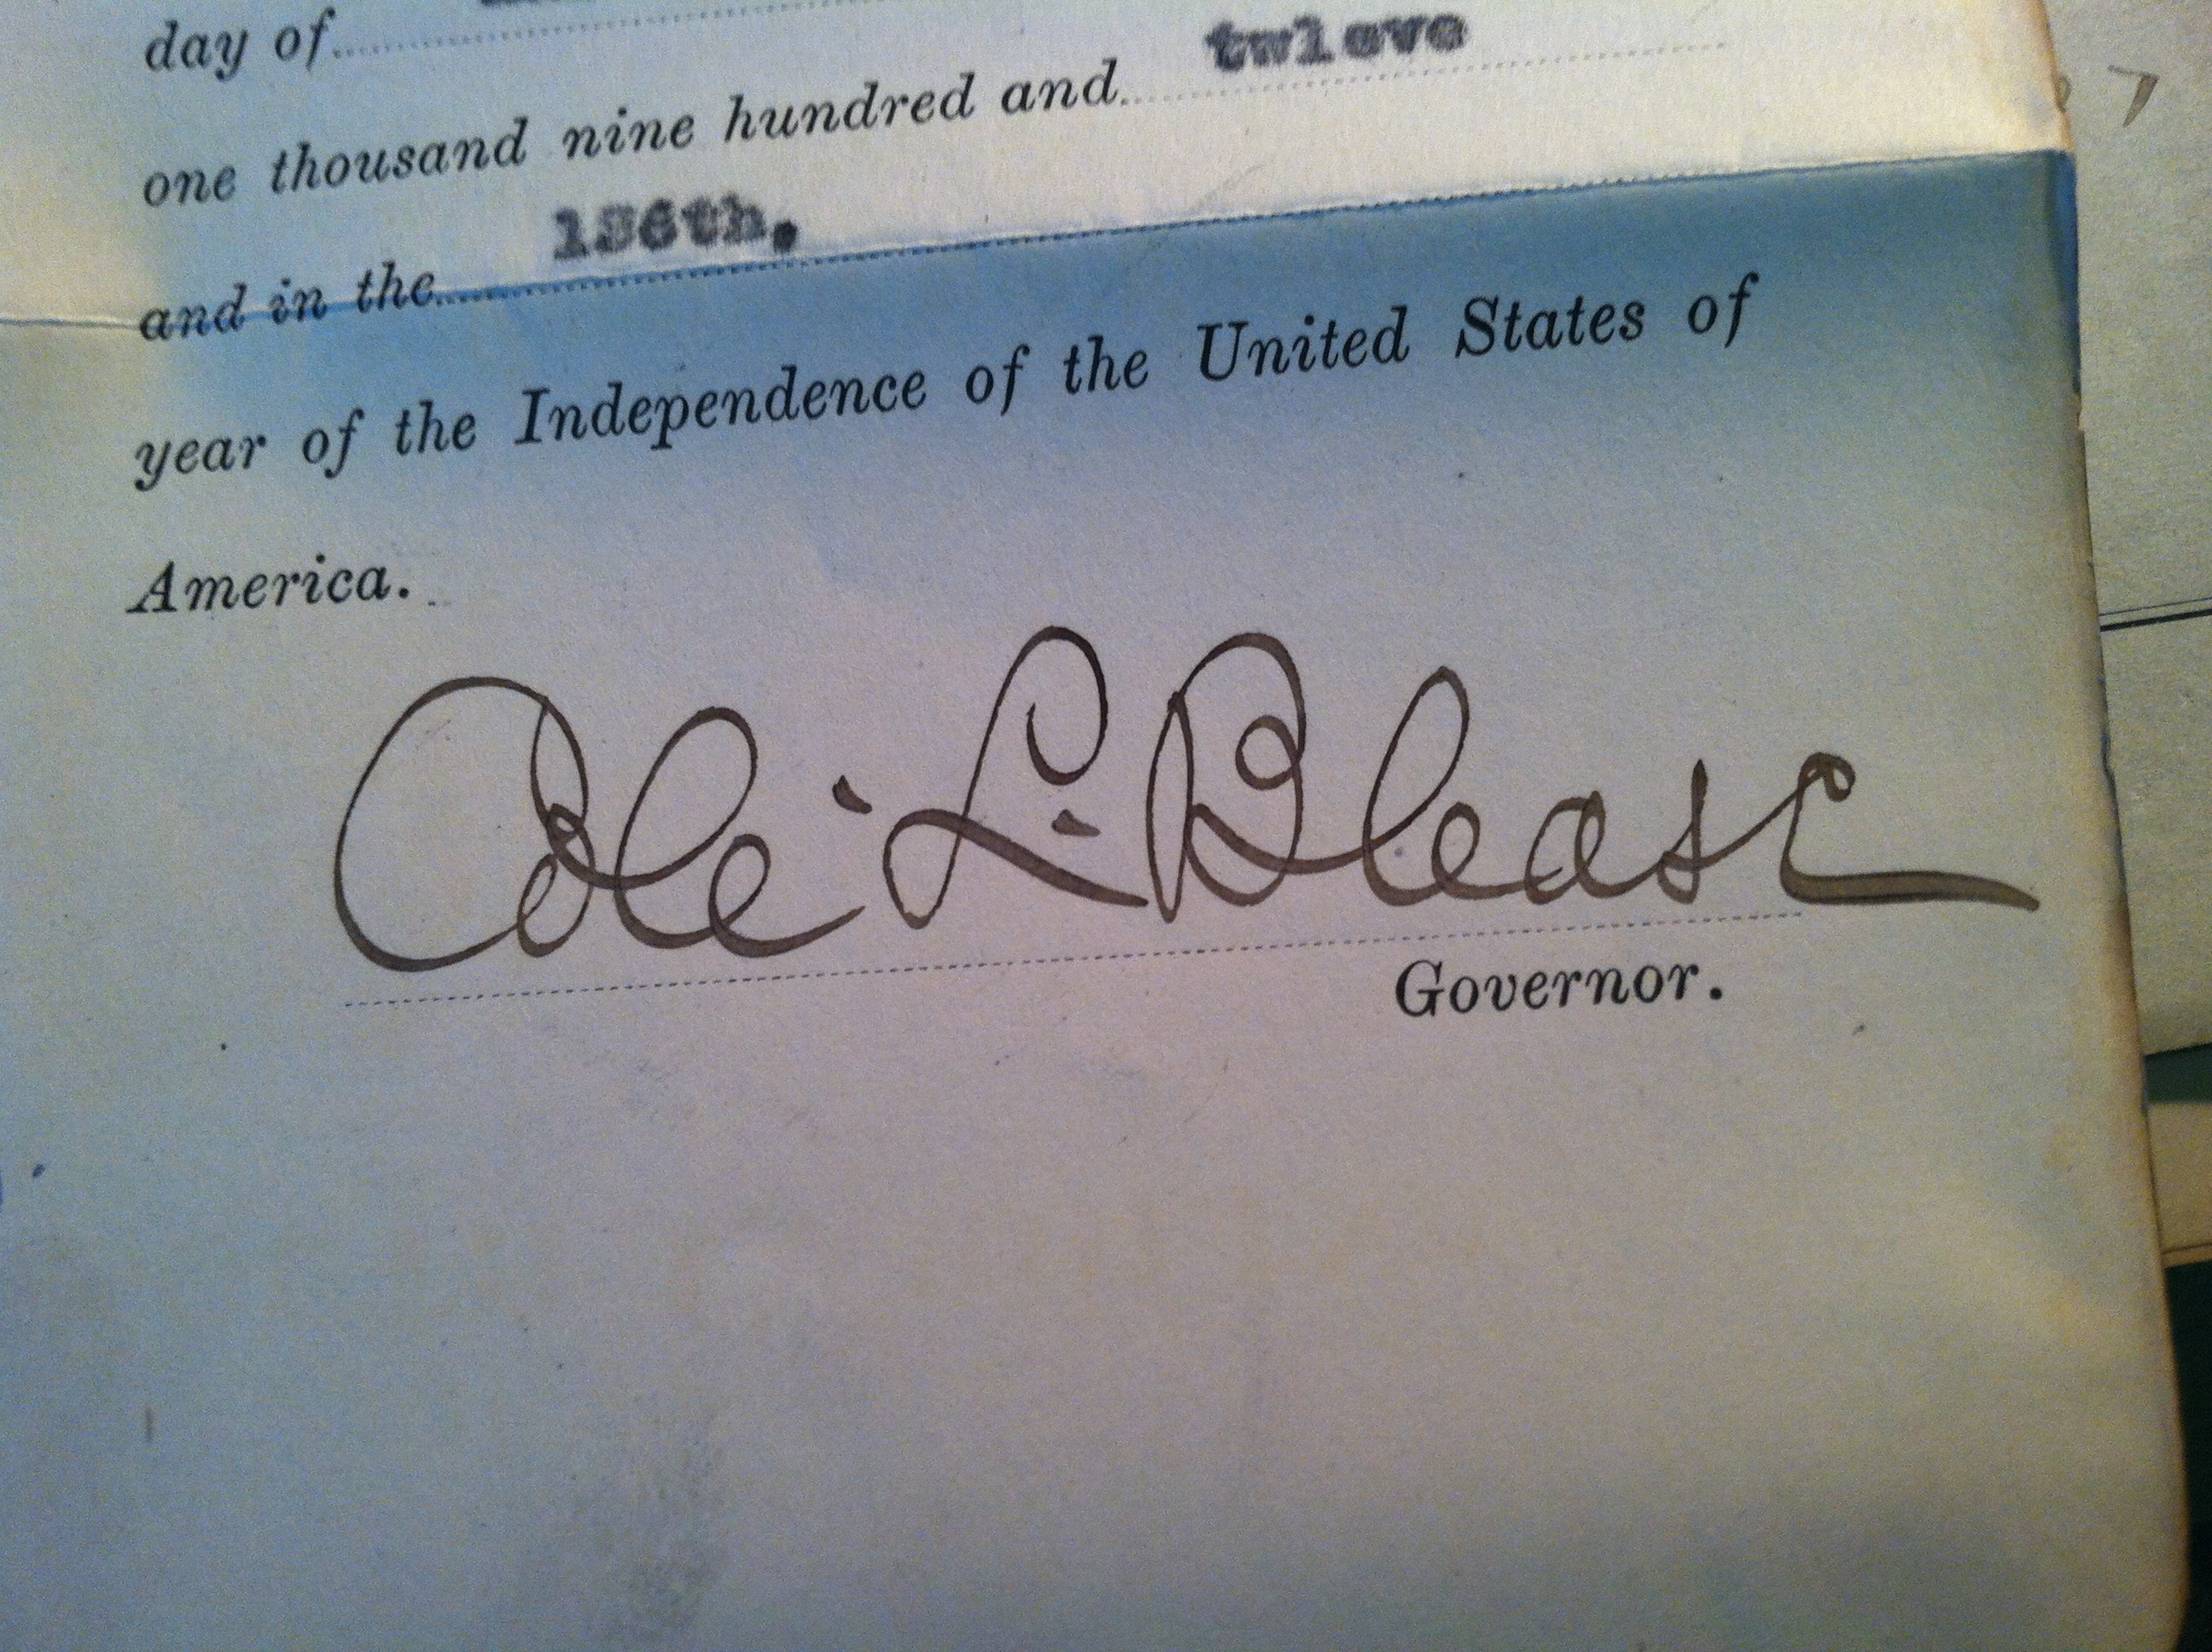 day of
one thousand nine hundred and twleve
and in the 136th.
year of the Independence of the United States of
America.
Cole L. Blease
Governor.